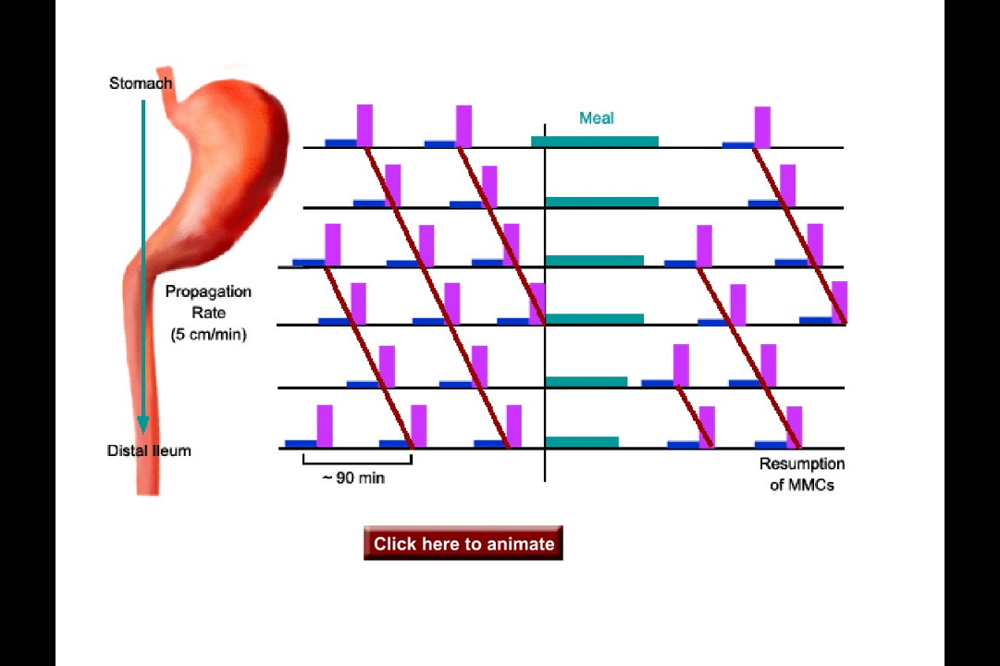 Stomach
Meal
Propagation
Rate
(5 cm/min)
Distal Ileum
~ 90 min
Resumption
of MMCs
Click here to animate